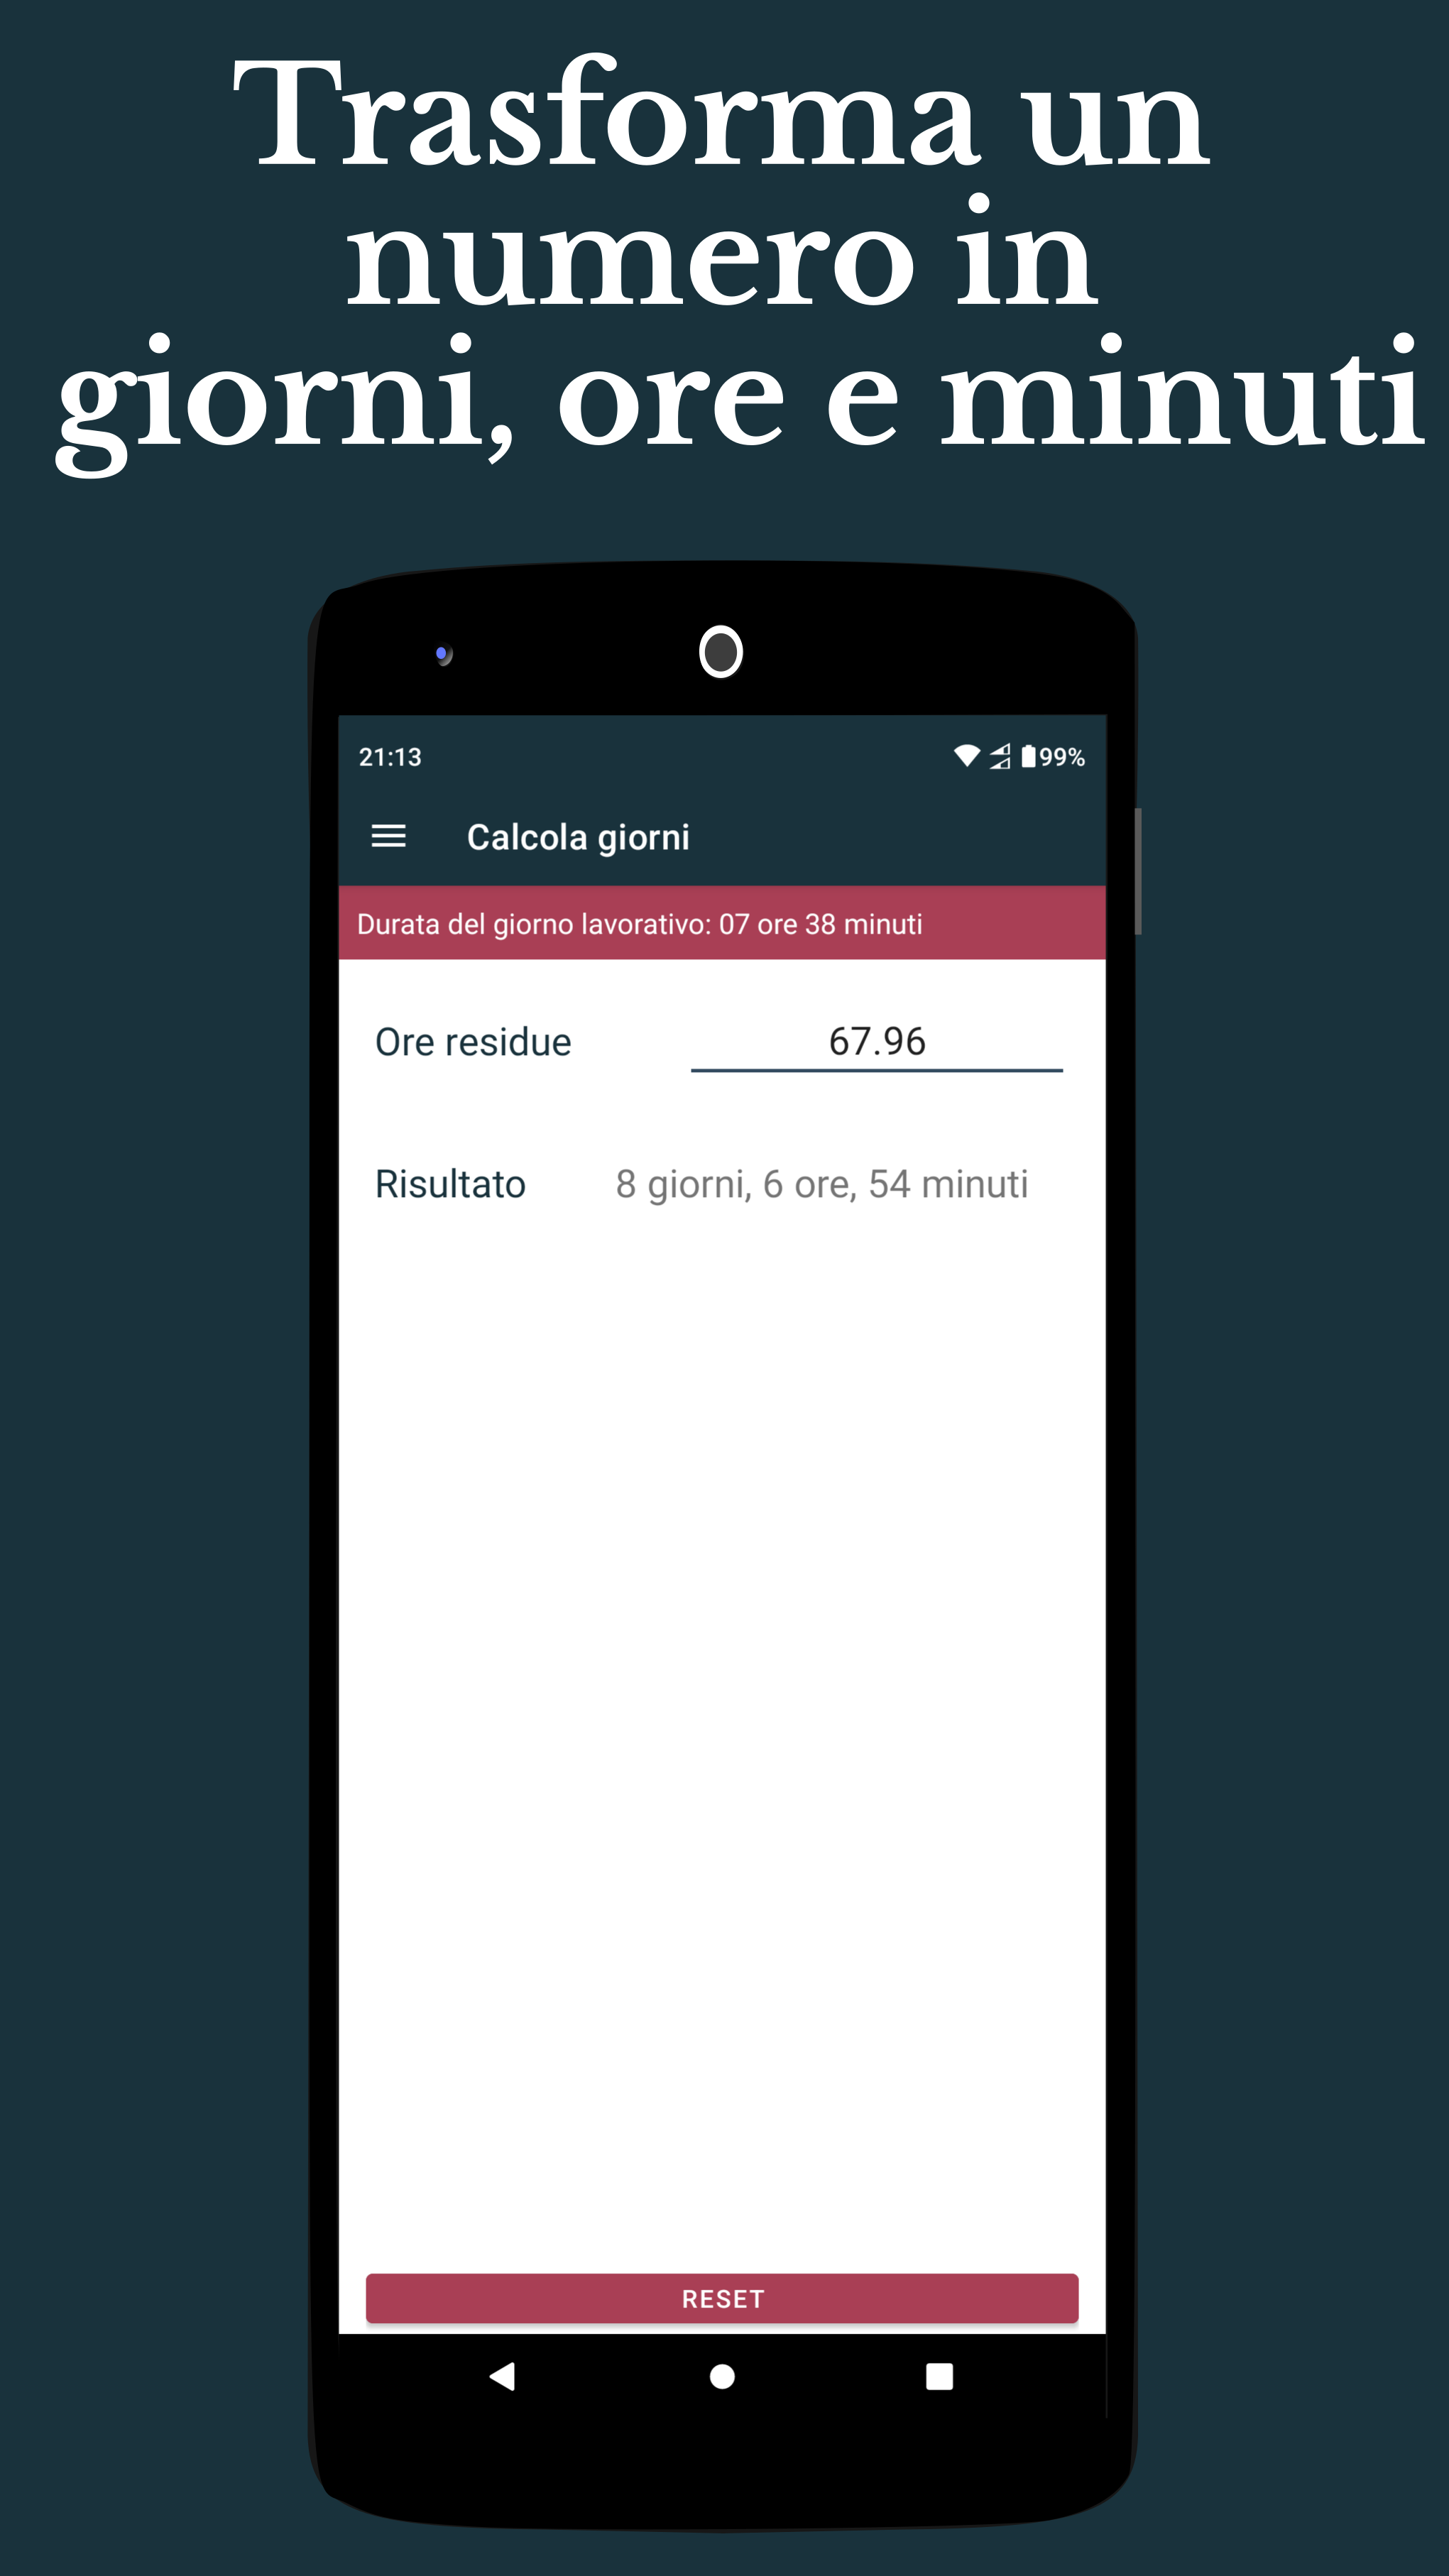 Trasforma un
numero in
giorni, ore e minuti
21:13 99%
Calcola giorni
Durata del giorno lavorativo: 07 ore 38 minuti
Ore residue 67.96
Risultato 8 giorni, 6 ore, 54 minuti
RESET